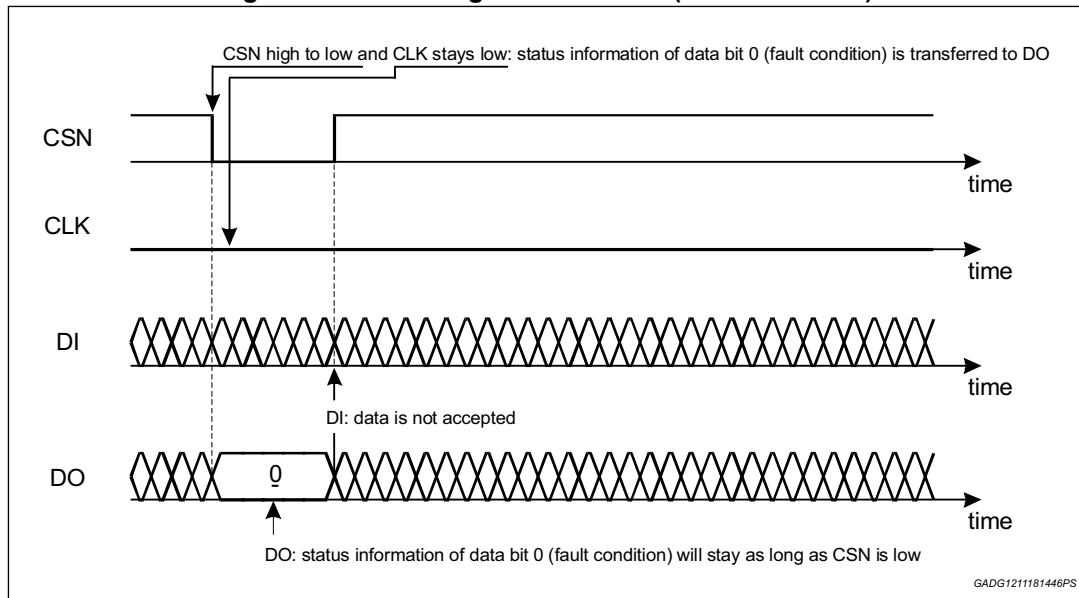 CSN high to low and CLK stays low: status information of data bit 0 (fault condition) is transferred to DO
CSN
time
CLK
time
DI
time
DI: data is not accepted
DO
0
time
DO: status information of data bit 0 (fault condition) will stay as long as CSN is low
GADG1211181446PS